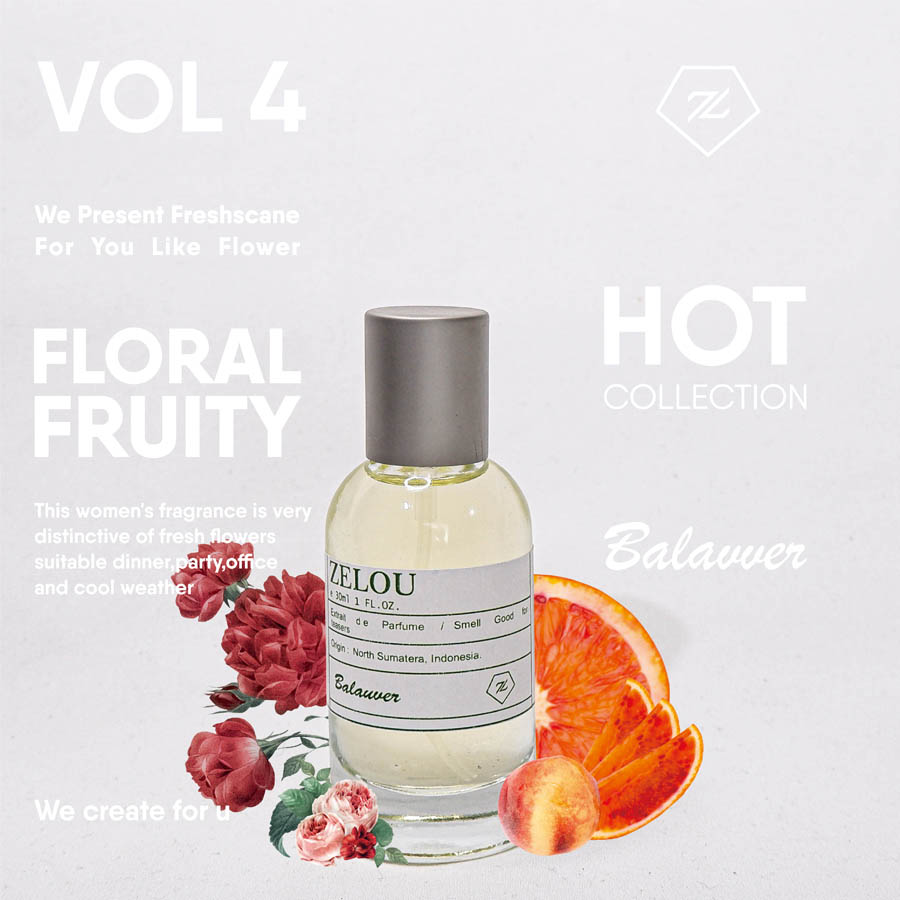 VOL 4
We Present Freshscane
For You Like Flower
FLORAL
FRUITY
This women's fragrance is very
distinctive of fresh flowers
suitable dinner,party,office
and cool weather
We create for u
HOT
COLLECTION
Balavver
ZELOU
e 30ml 1 FL.OZ.
Extrait de Parfume / Smell Good for
teasers
Origin : North Sumatera, Indonesia.
Balauver